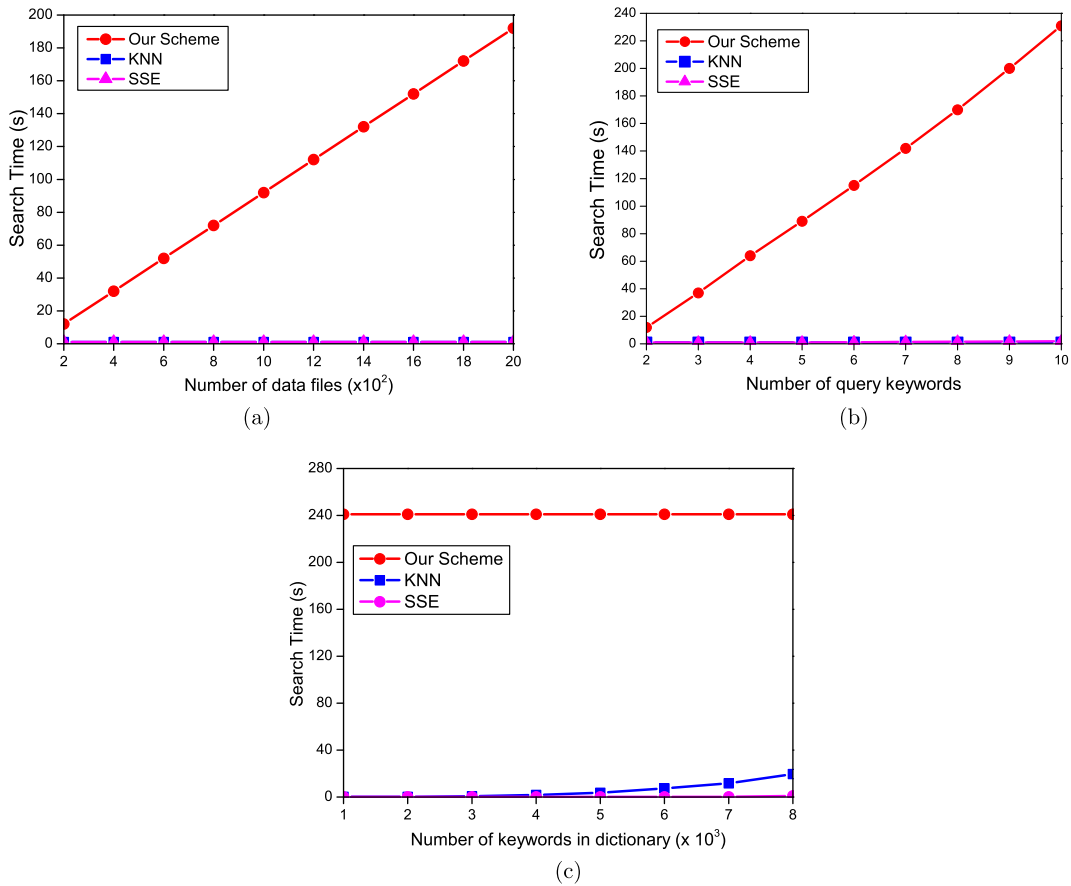 200
180
160
140
120
100
80
60
40
20
0
Search Time (s)
Our Scheme
KNN
SSE
2 4 6 8 10 12 14 16 18 20
Number of data files (x10²)
(a)
240
220
200
180
160
140
120
100
80
60
40
20
0
Search Time (s)
Our Scheme
KNN
SSE
2 3 4 5 6 7 8 9 10
Number of query keywords
(b)
280
240
200
160
120
80
40
0
Search Time (s)
Our Scheme
KNN
SSE
1 2 3 4 5 6 7 8
Number of keywords in dictionary (x 10³)
(c)